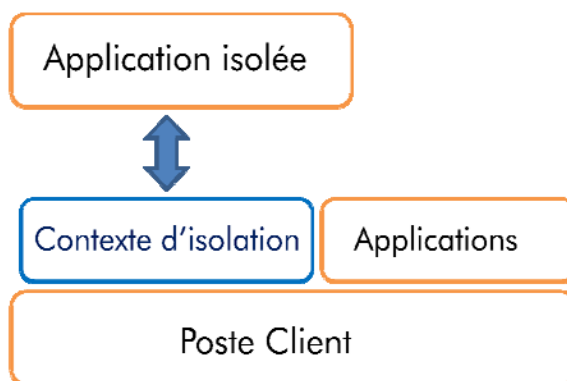 Application isolée
Contexte d'isolation
Applications
Poste Client